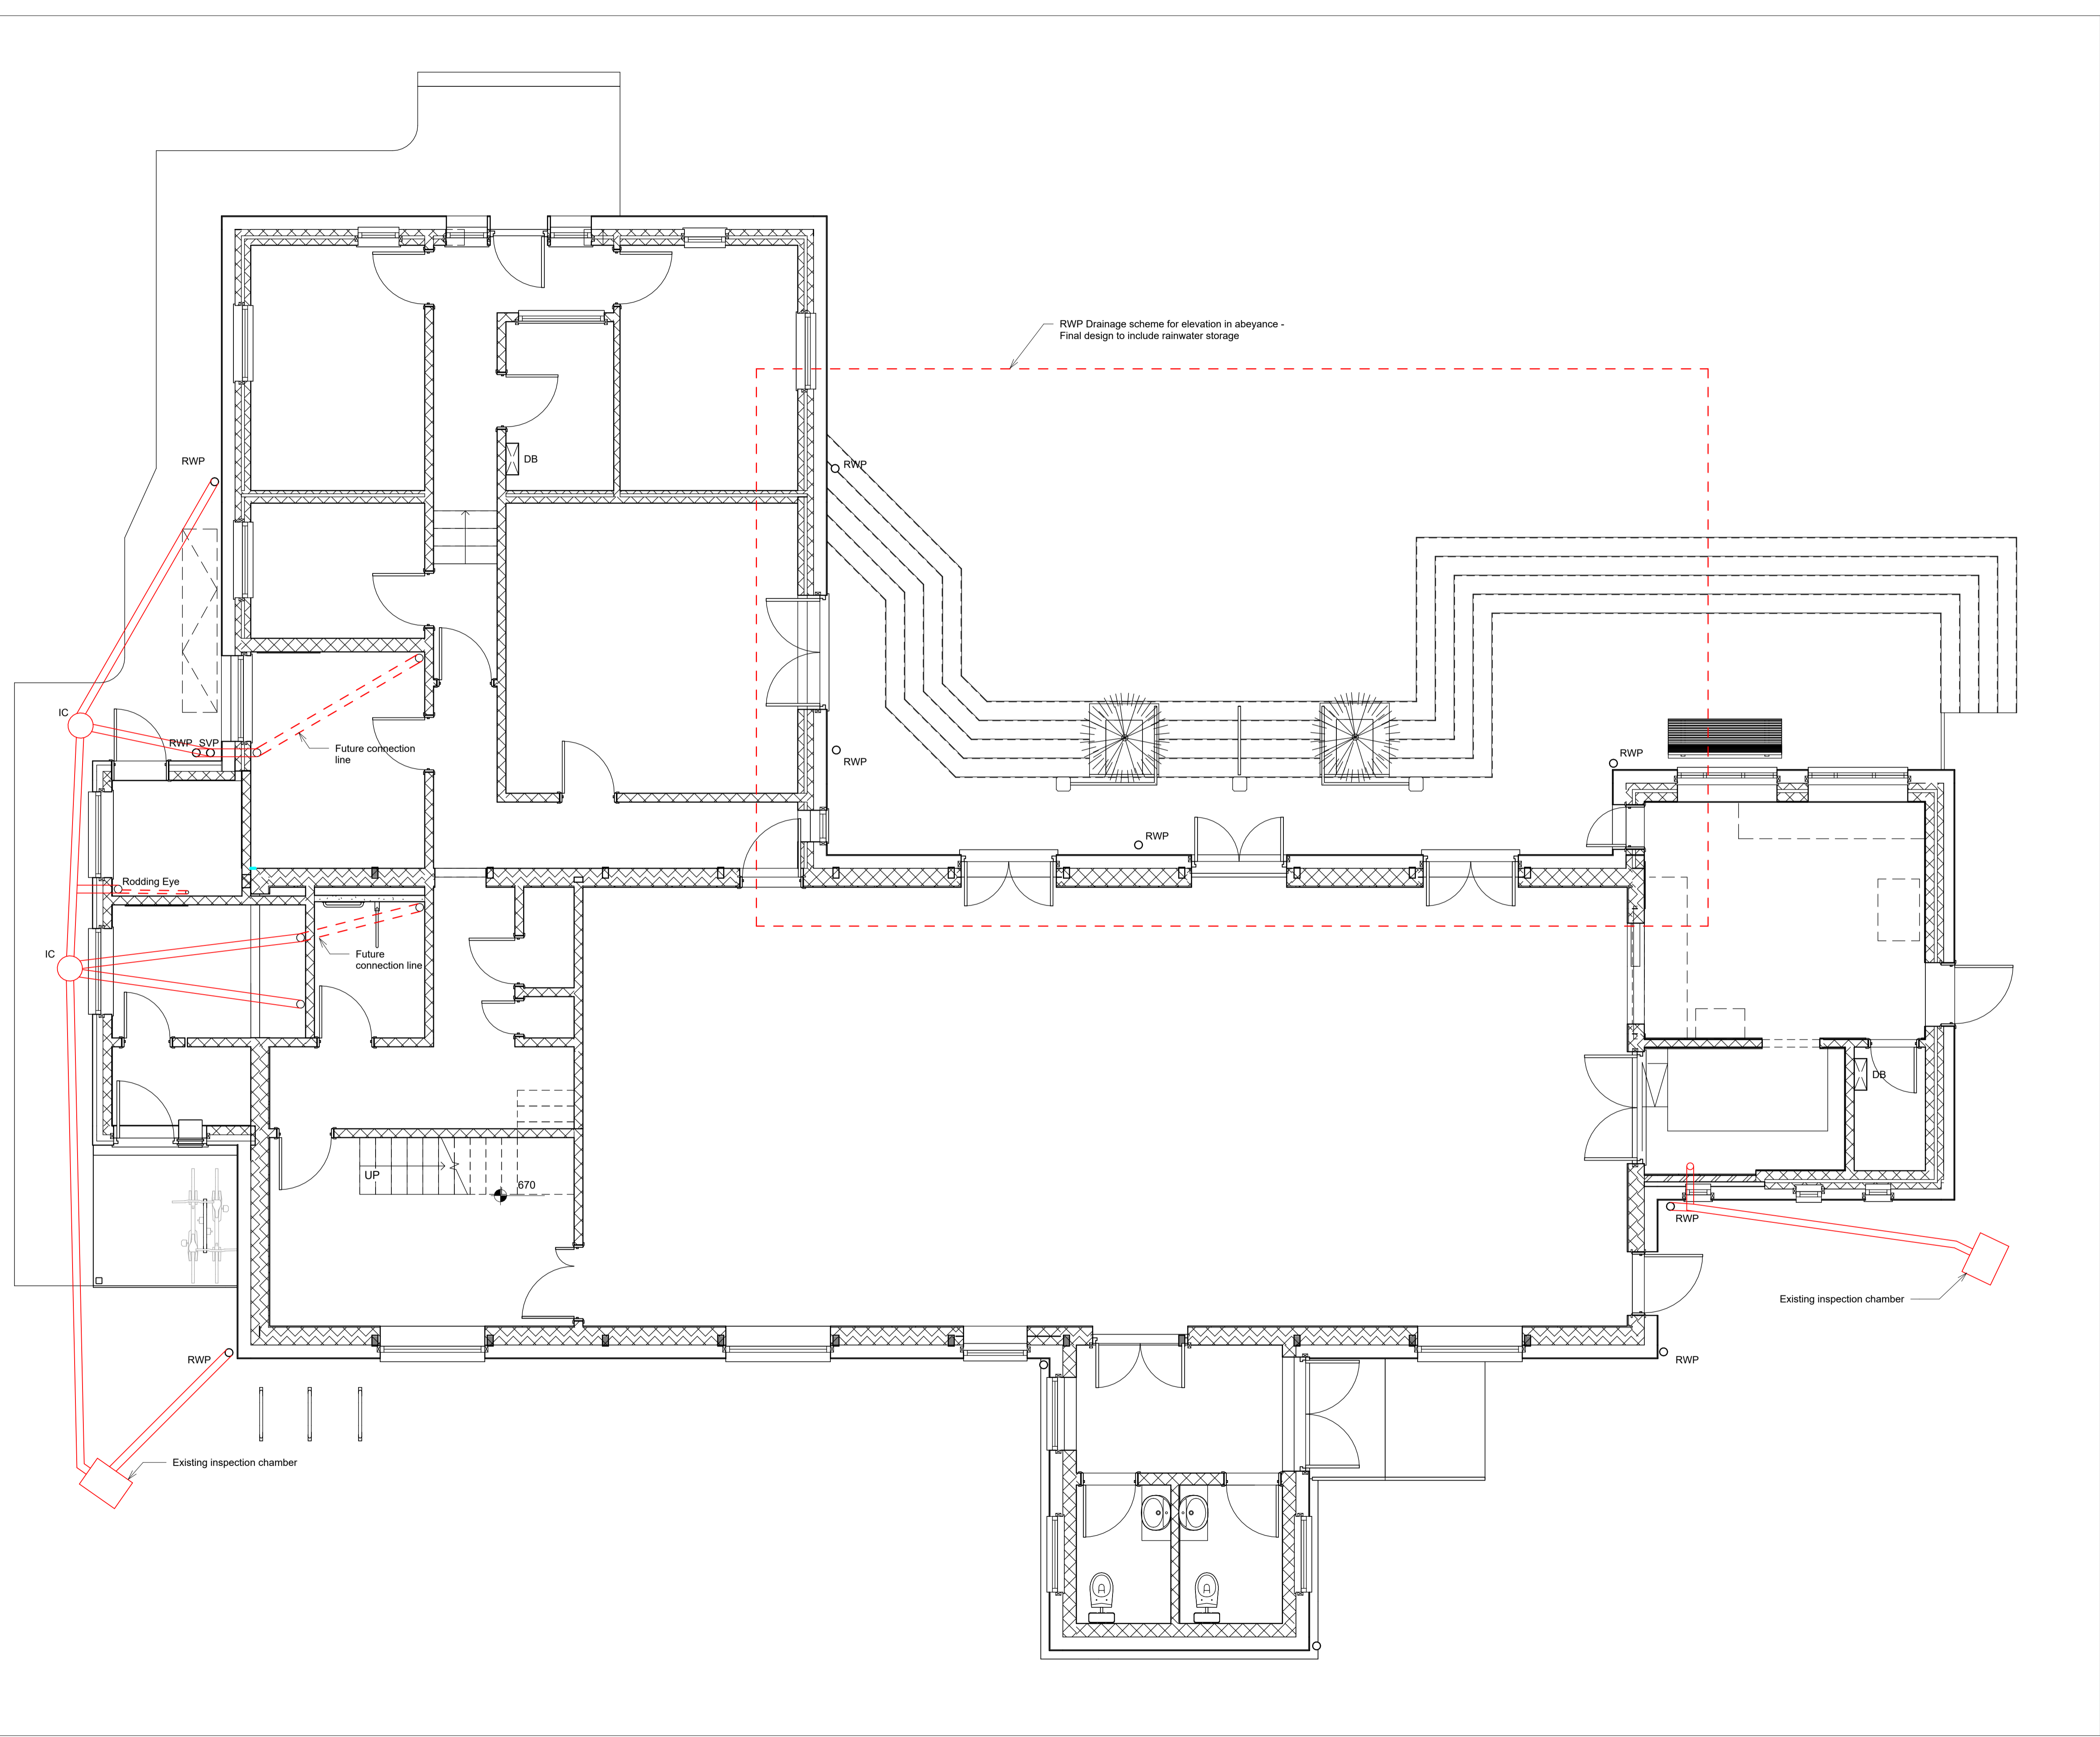 RWP Drainage scheme for elevation in abeyance -
Final design to include rainwater storage
RWP
RWP
DB
IC
RWP SVP
Future connection
line
RWP
RWP
RWP
Rodding Eye
IC
Future
connection line
DB
UP
670
RWP
Existing inspection chamber
RWP
RWP
Existing inspection chamber